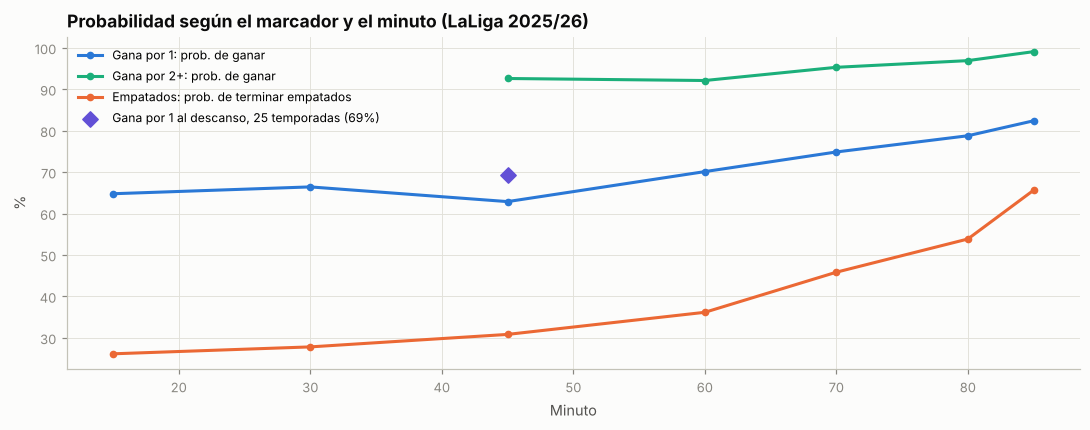 Probabilidad según el marcador y el minuto (LaLiga 2025/26)
Gana por 1: prob. de ganar
Gana por 2+: prob. de ganar
Empatados: prob. de terminar empatados
Gana por 1 al descanso, 25 temporadas (69%)
%
100
90
80
70
60
50
40
30
20
30
40
50
60
70
80
Minuto